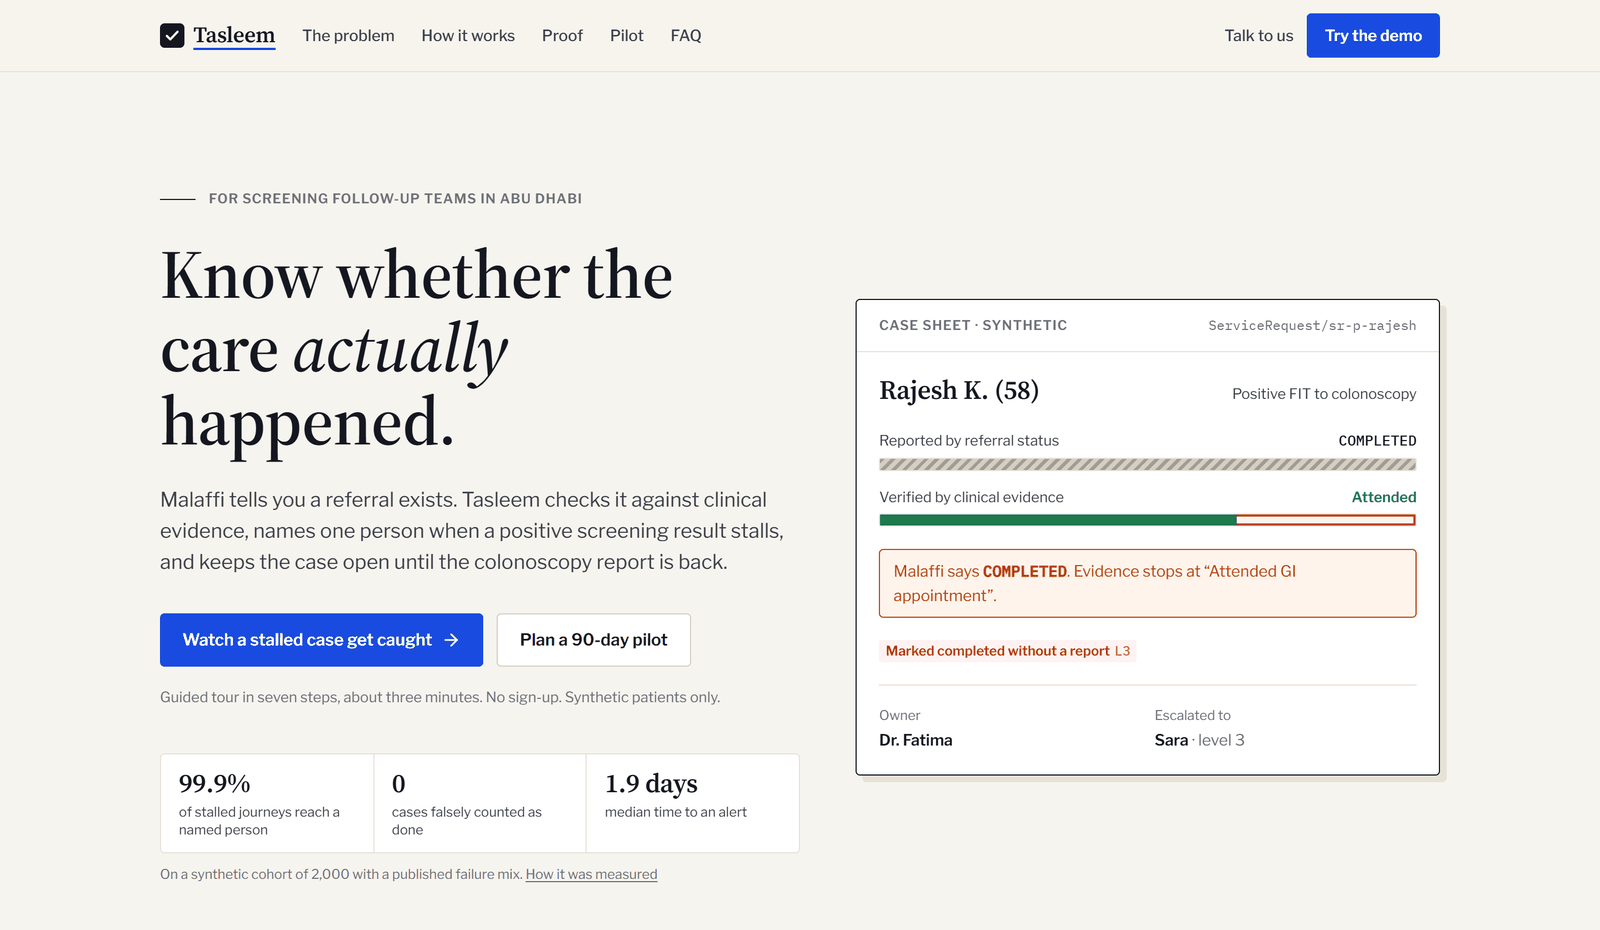 Tasleem
The problem
How it works
Proof
Pilot
FAQ
Talk to us
Try the demo
FOR SCREENING FOLLOW-UP TEAMS IN ABU DHABI
Know whether the
care actually
happened.
Malaffi tells you a referral exists. Tasleem checks it against clinical
evidence, names one person when a positive screening result stalls,
and keeps the case open until the colonoscopy report is back.
Watch a stalled case get caught →
Plan a 90-day pilot
Guided tour in seven steps, about three minutes. No sign-up. Synthetic patients only.
99.9%
of stalled journeys reach a
named person
0
cases falsely counted as
done
1.9 days
median time to an alert
On a synthetic cohort of 2,000 with a published failure mix. How it was measured
CASE SHEET · SYNTHETIC
ServiceRequest/sr-p-rajesh
Rajesh K. (58)
Positive FIT to colonoscopy
Reported by referral status
COMPLETED
Verified by clinical evidence
Attended
Malaffi says COMPLETED. Evidence stops at “Attended GI
appointment”.
Marked completed without a report L3
Owner
Dr. Fatima
Escalated to
Sara · level 3